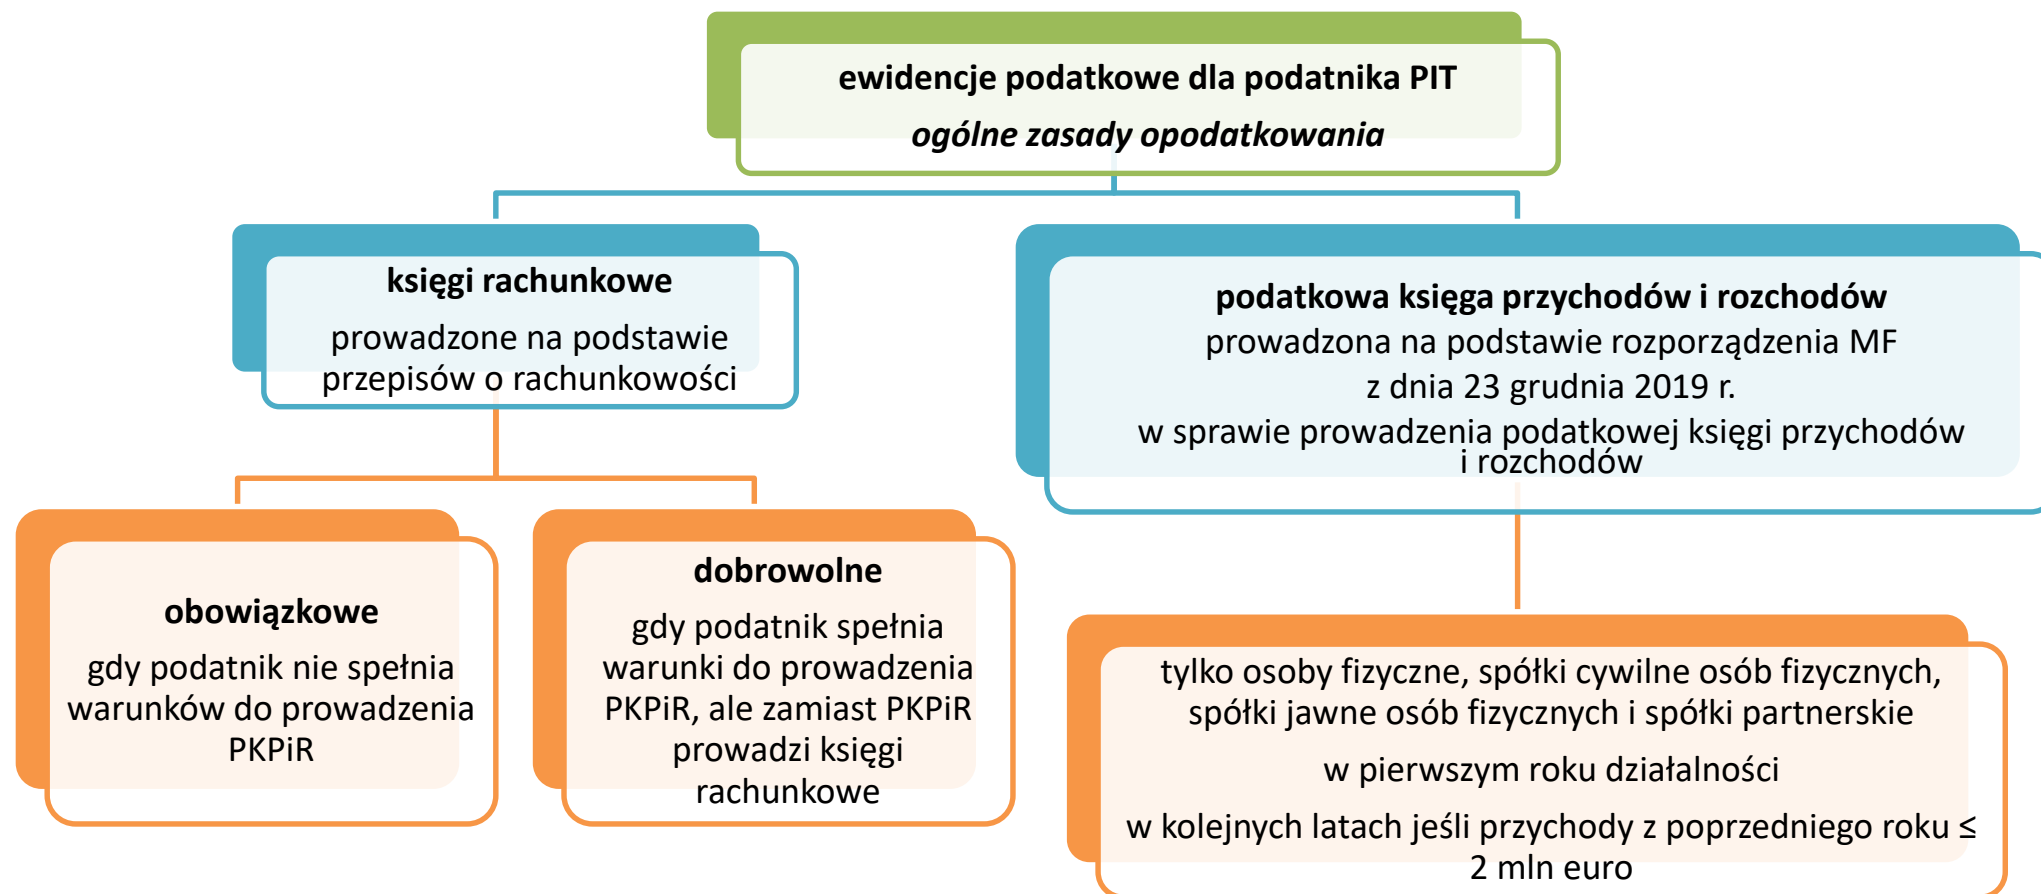 ewidencje podatkowe dla podatnika PIT
ogólne zasady opodatkowania
księgi rachunkowe
prowadzone na podstawie
przepisów o rachunkowości
podatkowa księga przychodów i rozchodów
prowadzona na podstawie rozporządzenia MF
z dnia 23 grudnia 2019 r.
w sprawie prowadzenia podatkowej księgi przychodów
i rozchodów
obowiązkowe
gdy podatnik nie spełnia
warunków do prowadzenia
PKPiR
dobrowolne
gdy podatnik spełnia
warunki do prowadzenia
PKPiR, ale zamiast PKPiR
prowadzi księgi
rachunkowe
tylko osoby fizyczne, spółki cywilne osób fizycznych,
spółki jawne osób fizycznych i spółki partnerskie
w pierwszym roku działalności
w kolejnych latach jeśli przychody z poprzedniego roku ≤
2 mln euro